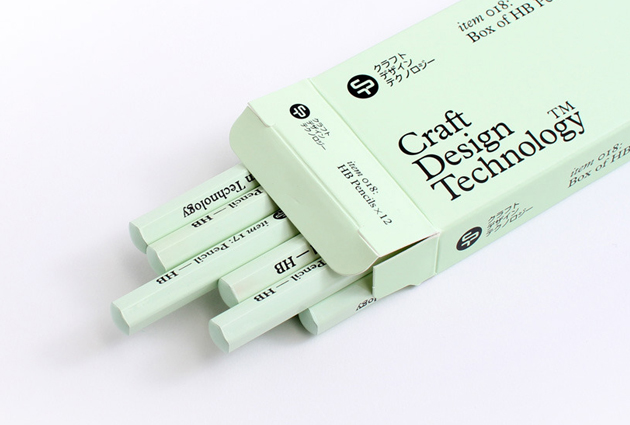 item 018:
Box of HB Pe
クラフト
デザイン
テクノロジー
Craft
Design
Technology™
クラフト
デザイン
テクノロジー
item 018:
HB Pencils × 12
item 018:
Box of HB
クラフト
デザイン
テクノロジー
Technology
Pencil — HB
item 17: Pencil — HB
— HB
Pencil — HB